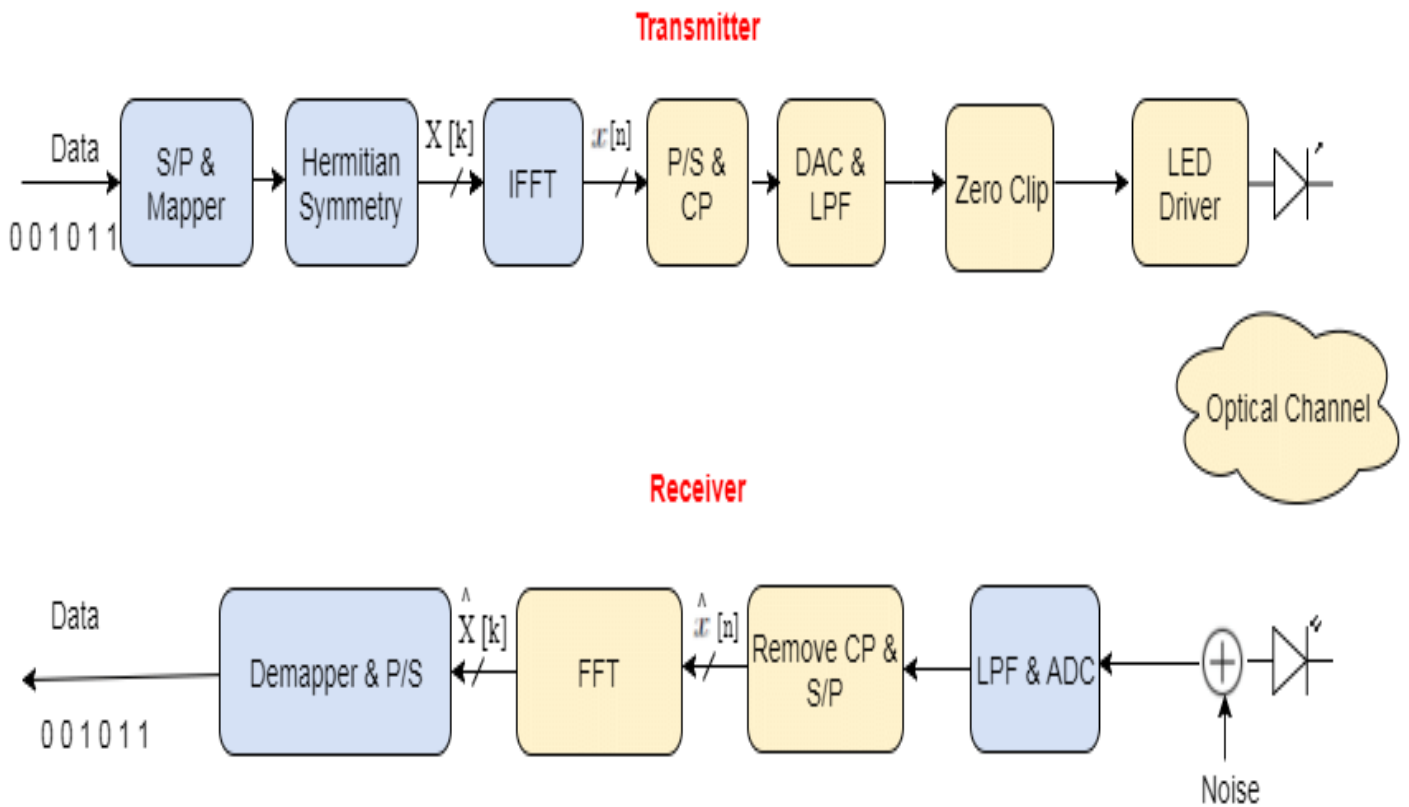 Transmitter
Data
0 0 1 0 1 1
S/P &
Mapper
Hermitian
Symmetry
X [k]
IFFT
x [n]
P/S &
CP
DAC &
LPF
Zero Clip
LED
Driver
Optical Channel
Receiver
Data
0 0 1 0 1 1
Demapper & P/S
^
X [k]
FFT
^
x [n]
Remove CP &
S/P
LPF & ADC
Noise